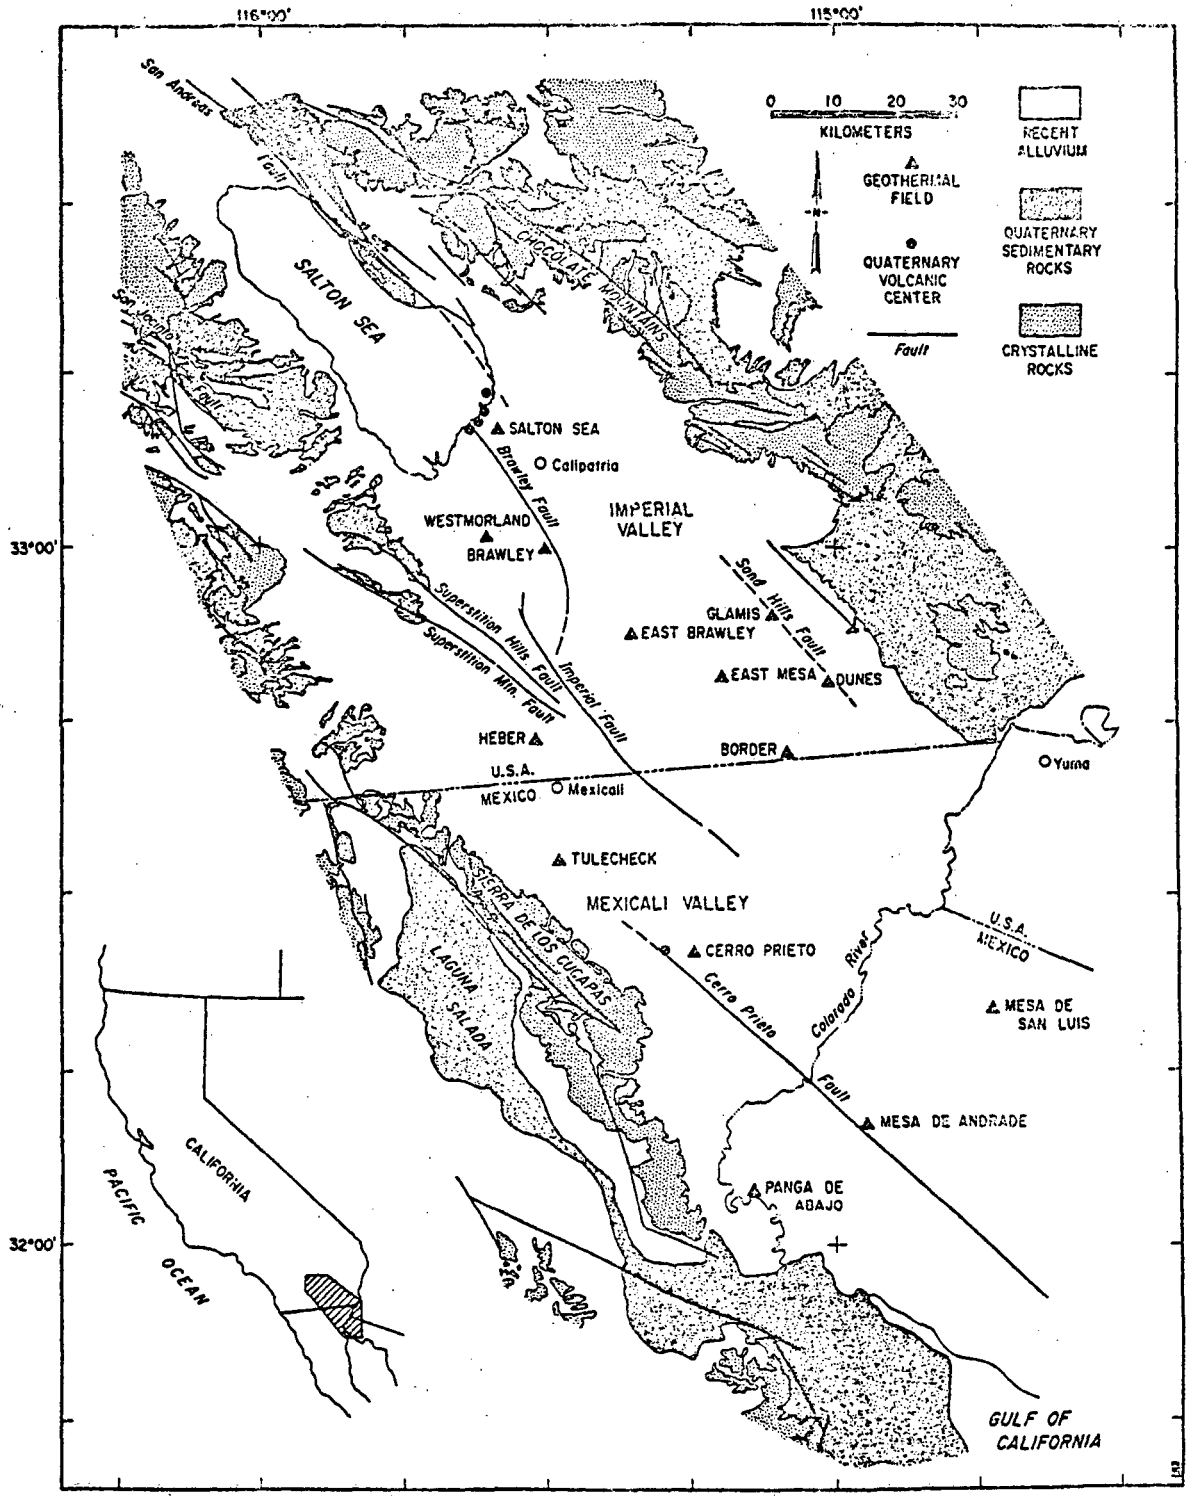 116°00'
115°00'
San Andreas
Fault
0 10 20 30
KILOMETERS
GEOTHERMAL
FIELD
N
QUATERNARY
VOLCANIC
CENTER
Fault
RECENT
ALLUVIUM
QUATERNARY
SEDIMENTARY
ROCKS
CRYSTALLINE
ROCKS
CHOCOLATE
MOUNTAINS
SALTON SEA
San Jacinto
Fault
SALTON SEA
Brawley Fault
Calipatria
IMPERIAL
VALLEY
WESTMORLAND
BRAWLEY
33°00'
Sand Hills
Fault
GLAMIS
EAST BRAWLEY
Superstition Hills Fault
Superstition Mtn. Fault
Imperial Fault
EAST MESA
DUNES
HEBER
BORDER
Yuma
U.S.A.
MEXICO
Mexicali
TULECHECK
MEXICALI VALLEY
SIERRA DE LOS CUCAPAS
LAGUNA
SALADA
CERRO PRIETO
Cerro Prieto
Fault
Colorado
River
U.S.A.
MEXICO
MESA DE
SAN LUIS
MESA DE ANDRADE
PANGA DE
ABAJO
CALIFORNIA
PACIFIC
OCEAN
32°00'
GULF OF
CALIFORNIA